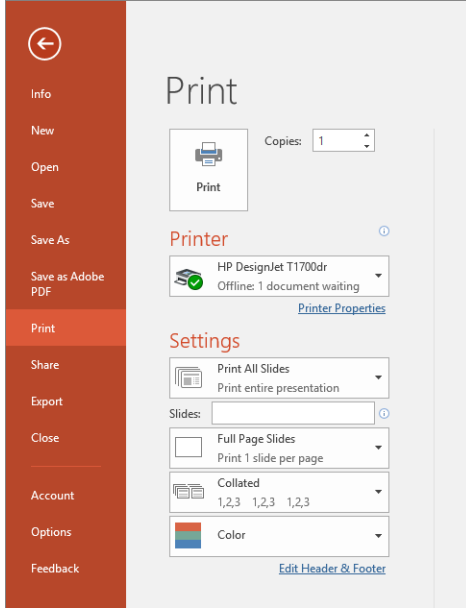 Info
New
Open
Save
Save As
Save as Adobe
PDF
Print
Share
Export
Close
Account
Options
Feedback
Print
Print
Copies: 1
Printer
HP DesignJet T1700dr
Offline: 1 document waiting
Printer Properties
Settings
Print All Slides
Print entire presentation
Slides:
Full Page Slides
Print 1 slide per page
Collated
1,2,3 1,2,3 1,2,3
Color
Edit Header & Footer